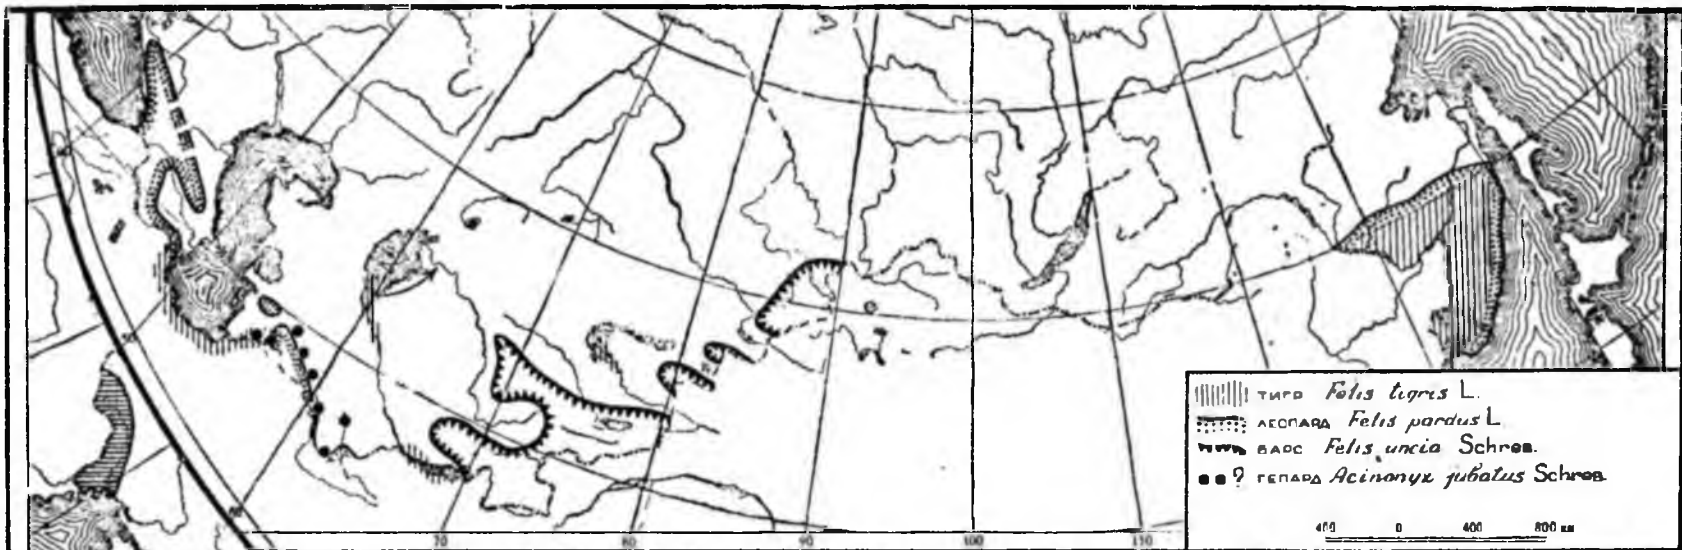 ТИГР Felis tigris L.
ЛЕОПАРД Felis pardus L
БАРС Felis uncia Schreb.
? ГЕПАРД Acinonyx jubatus Schreb
400 0 400 800 км
70 80 90 100 110